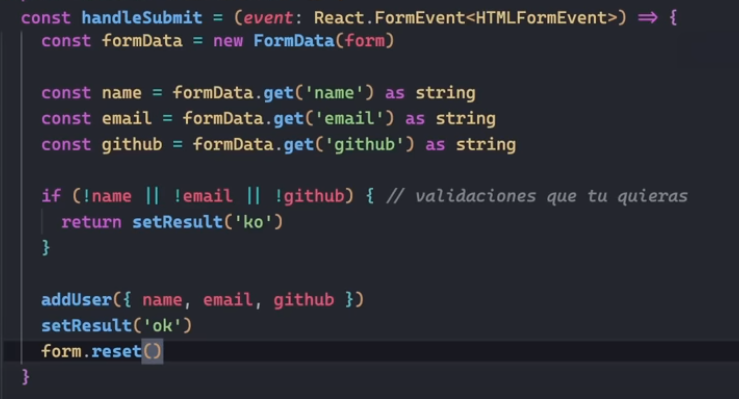 const handleSubmit = (event: React.FormEvent<HTMLFormEvent>) => {
const formData = new FormData(form)
const name = formData.get('name') as string
const email = formData.get('email') as string
const github = formData.get('github') as string
if (!name || !email || !github) { // validaciones que tu quieras
return setResult('ko')
}
addUser({ name, email, github })
setResult('ok')
form.reset()
}